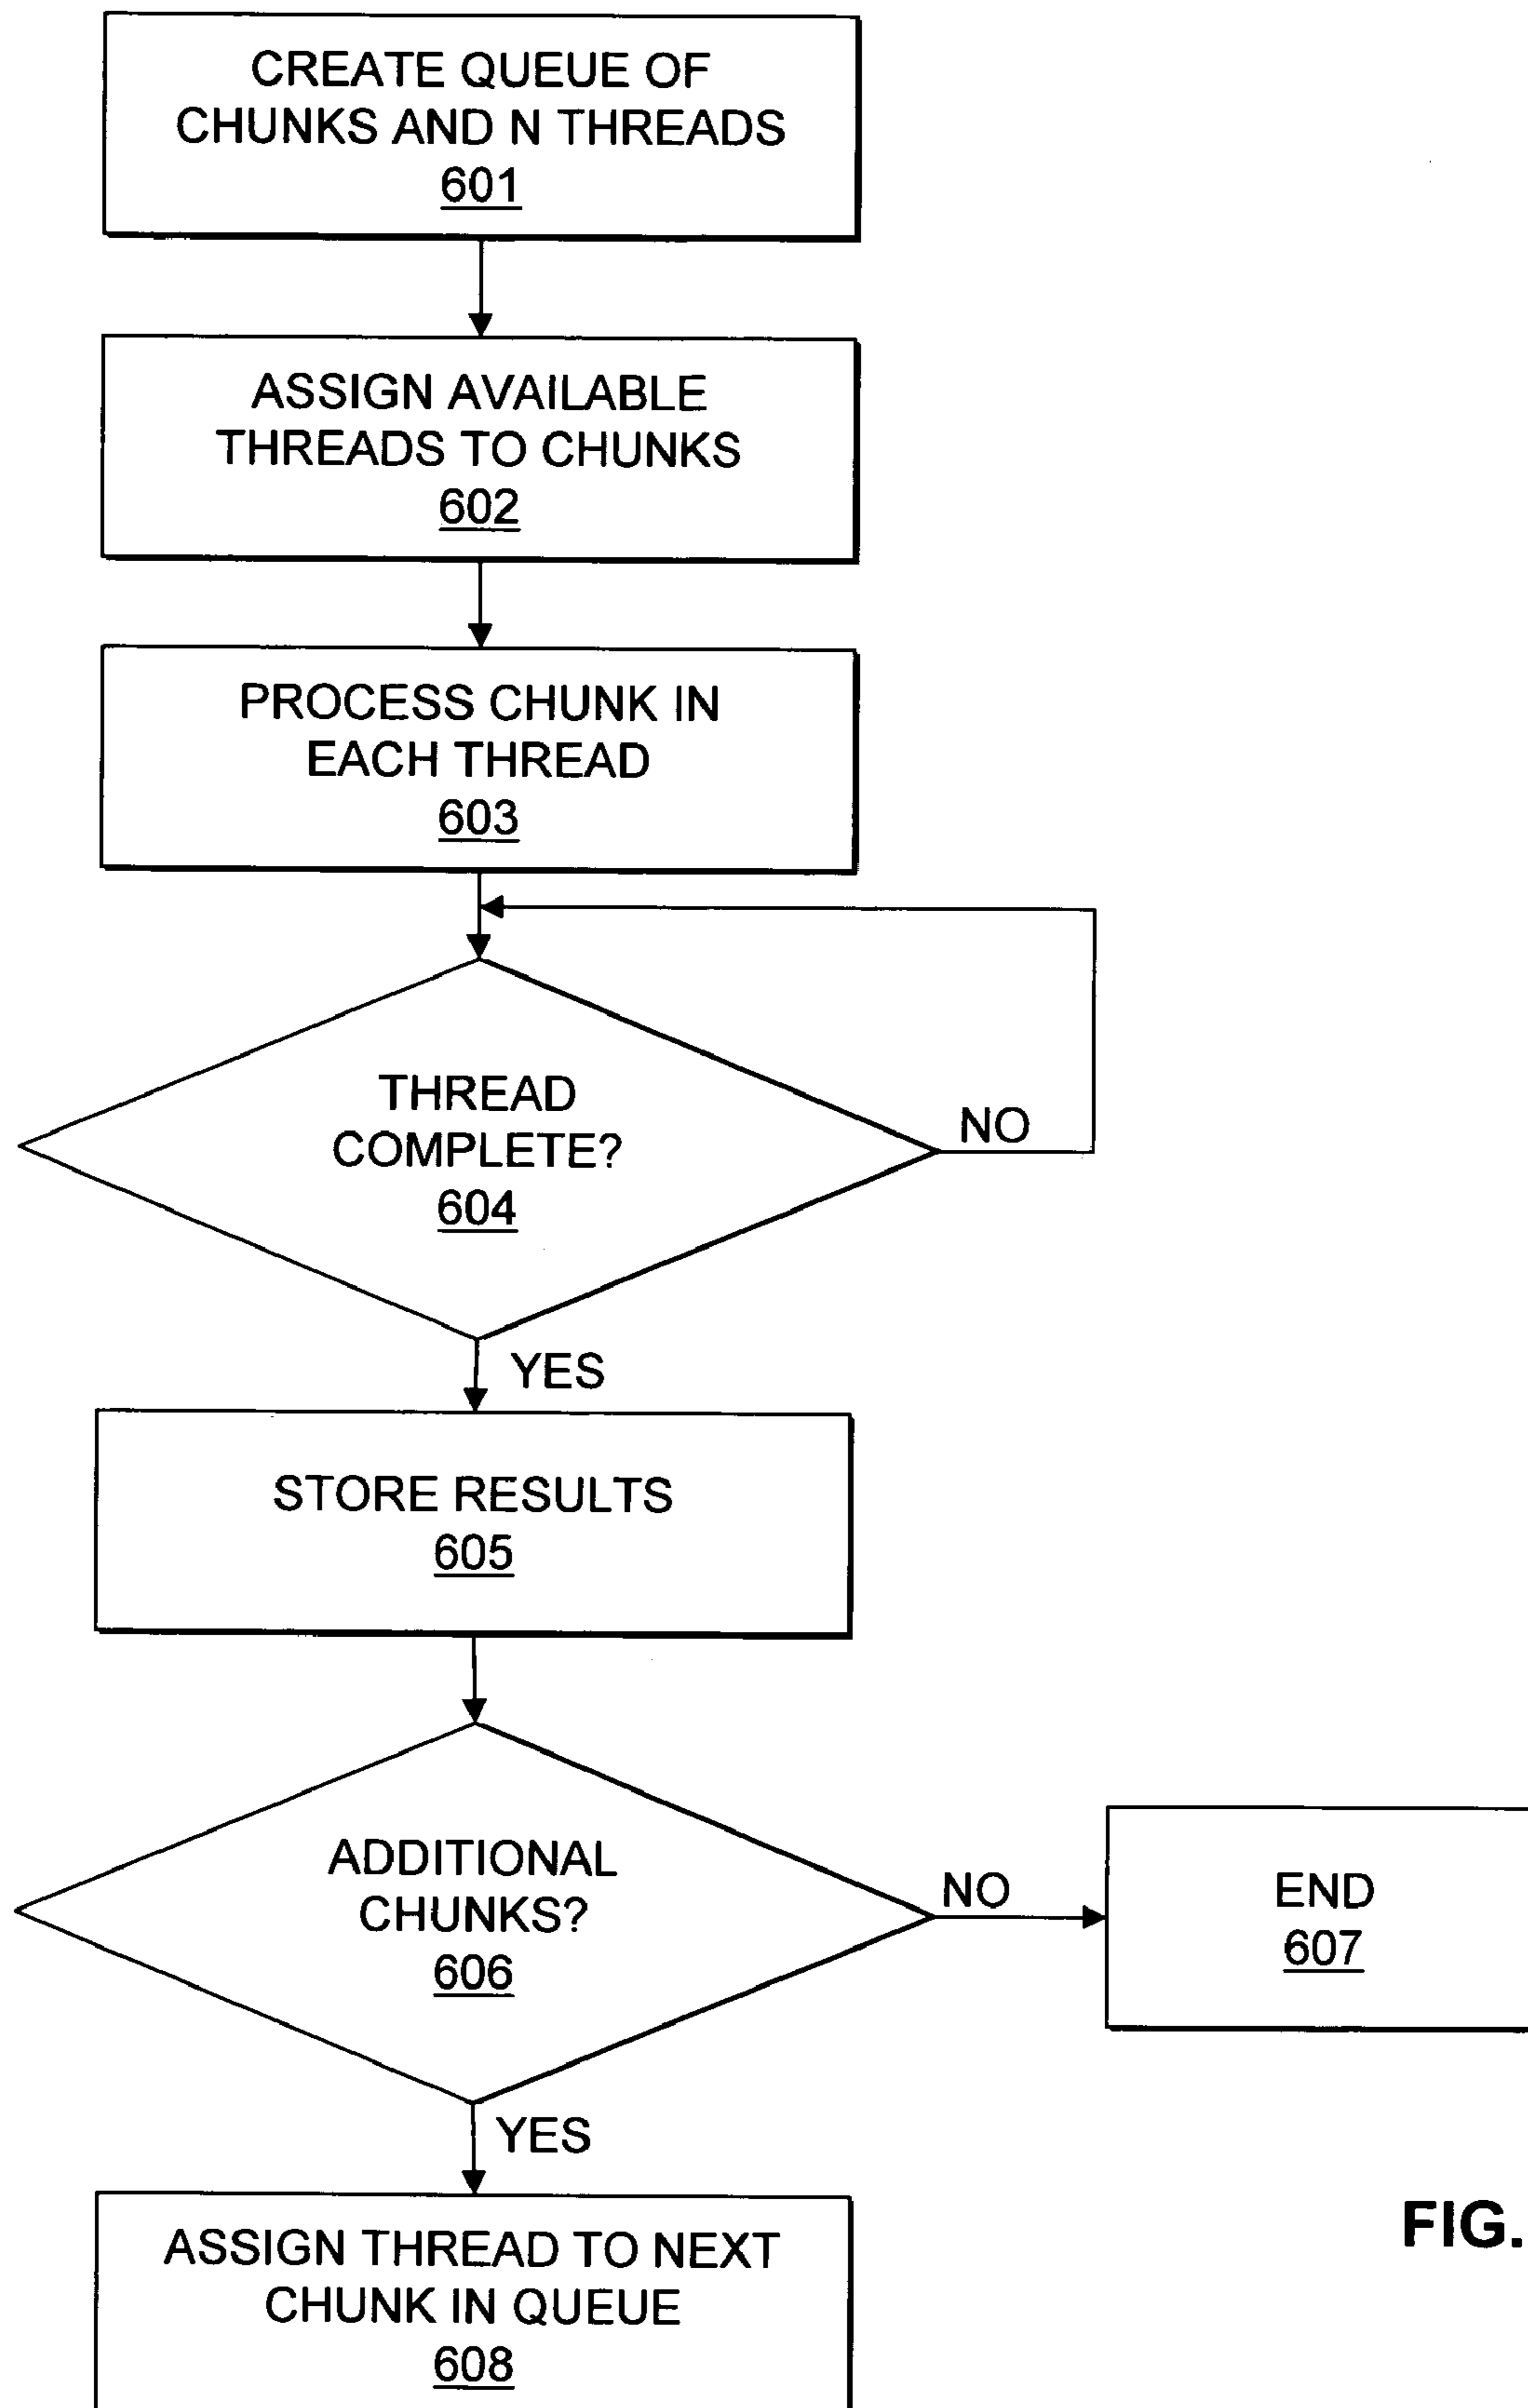 CREATE QUEUE OF
CHUNKS AND N THREADS
601
ASSIGN AVAILABLE
THREADS TO CHUNKS
602
PROCESS CHUNK IN
EACH THREAD
603
THREAD
COMPLETE?
604
NO
YES
STORE RESULTS
605
ADDITIONAL
CHUNKS?
606
NO
END
607
YES
ASSIGN THREAD TO NEXT
CHUNK IN QUEUE
608
FIG.